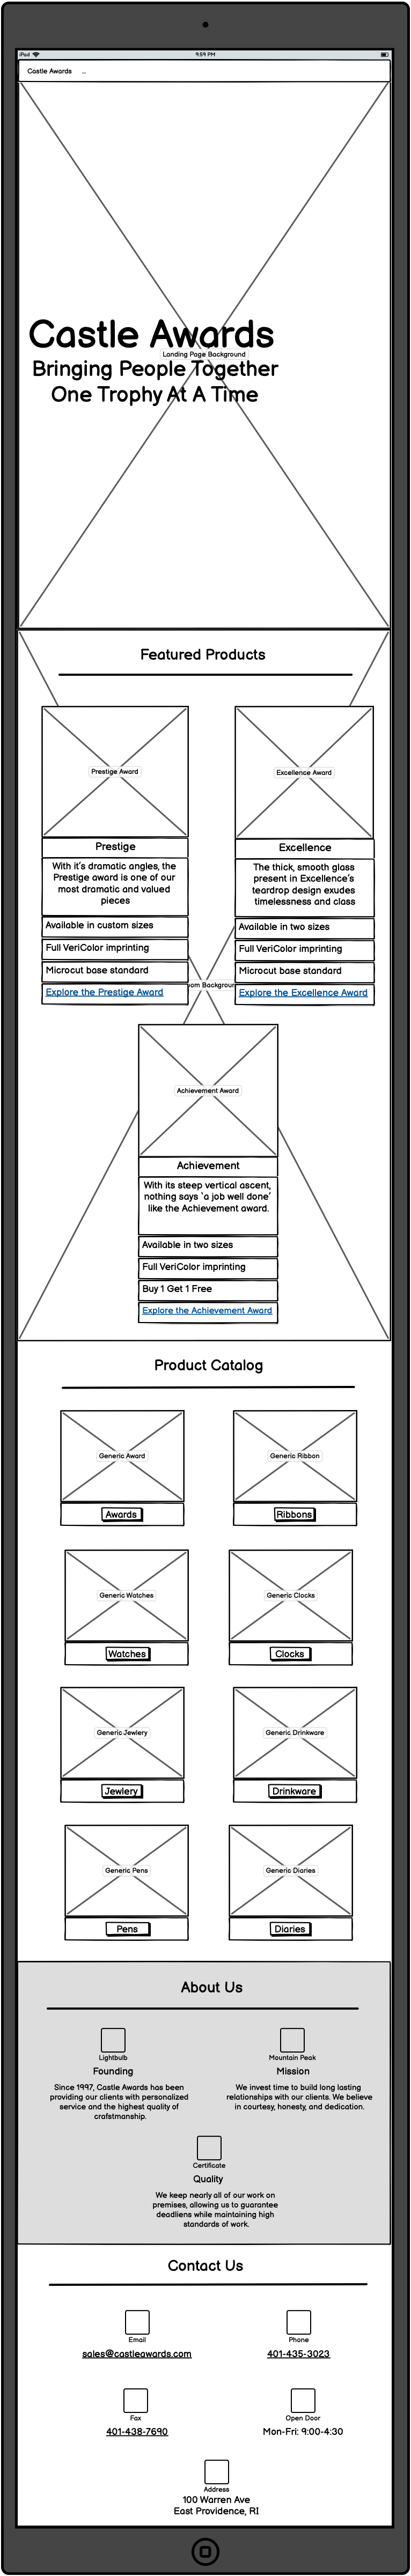 iPad
9:59 PM
Castle Awards ...
Castle Awards
Landing Page Background
Bringing People Together
One Trophy At A Time
Featured Products
Prestige Award
Prestige
With it's dramatic angles, the
Prestige award is one of our
most dramatic and valued
pieces
Available in custom sizes
Full VeriColor imprinting
Microcut base standard
Explore the Prestige Award
Excellence Award
Excellence
The thick, smooth glass
present in Excellence's
teardrop design exudes
timelessness and class
Available in two sizes
Full VeriColor imprinting
Microcut base standard
Explore the Excellence Award
Achievement Award
Achievement
With its steep vertical ascent,
nothing says 'a job well done'
like the Achievement award.
Available in two sizes
Full VeriColor imprinting
Buy 1 Get 1 Free
Explore the Achievement Award
Product Catalog
Generic Award
Awards
Generic Ribbon
Ribbons
Generic Watches
Watches
Generic Clocks
Clocks
Generic Jewlery
Jewlery
Generic Drinkware
Drinkware
Generic Pens
Pens
Generic Diaries
Diaries
About Us
Lightbulb
Founding
Since 1997, Castle Awards has been
providing our clients with personalized
service and the highest quality of
crafstmanship.
Mountain Peak
Mission
We invest time to build long lasting
relationships with our clients. We believe
in courtesy, honesty, and dedication.
Certificate
Quality
We keep nearly all of our work on
premises, allowing us to guarantee
deadliens while maintaining high
standards of work.
Contact Us
Email
sales@castleawards.com
Phone
401-435-3023
Fax
401-438-7690
Open Door
Mon-Fri: 9:00-4:30
Address
100 Warren Ave
East Providence, RI